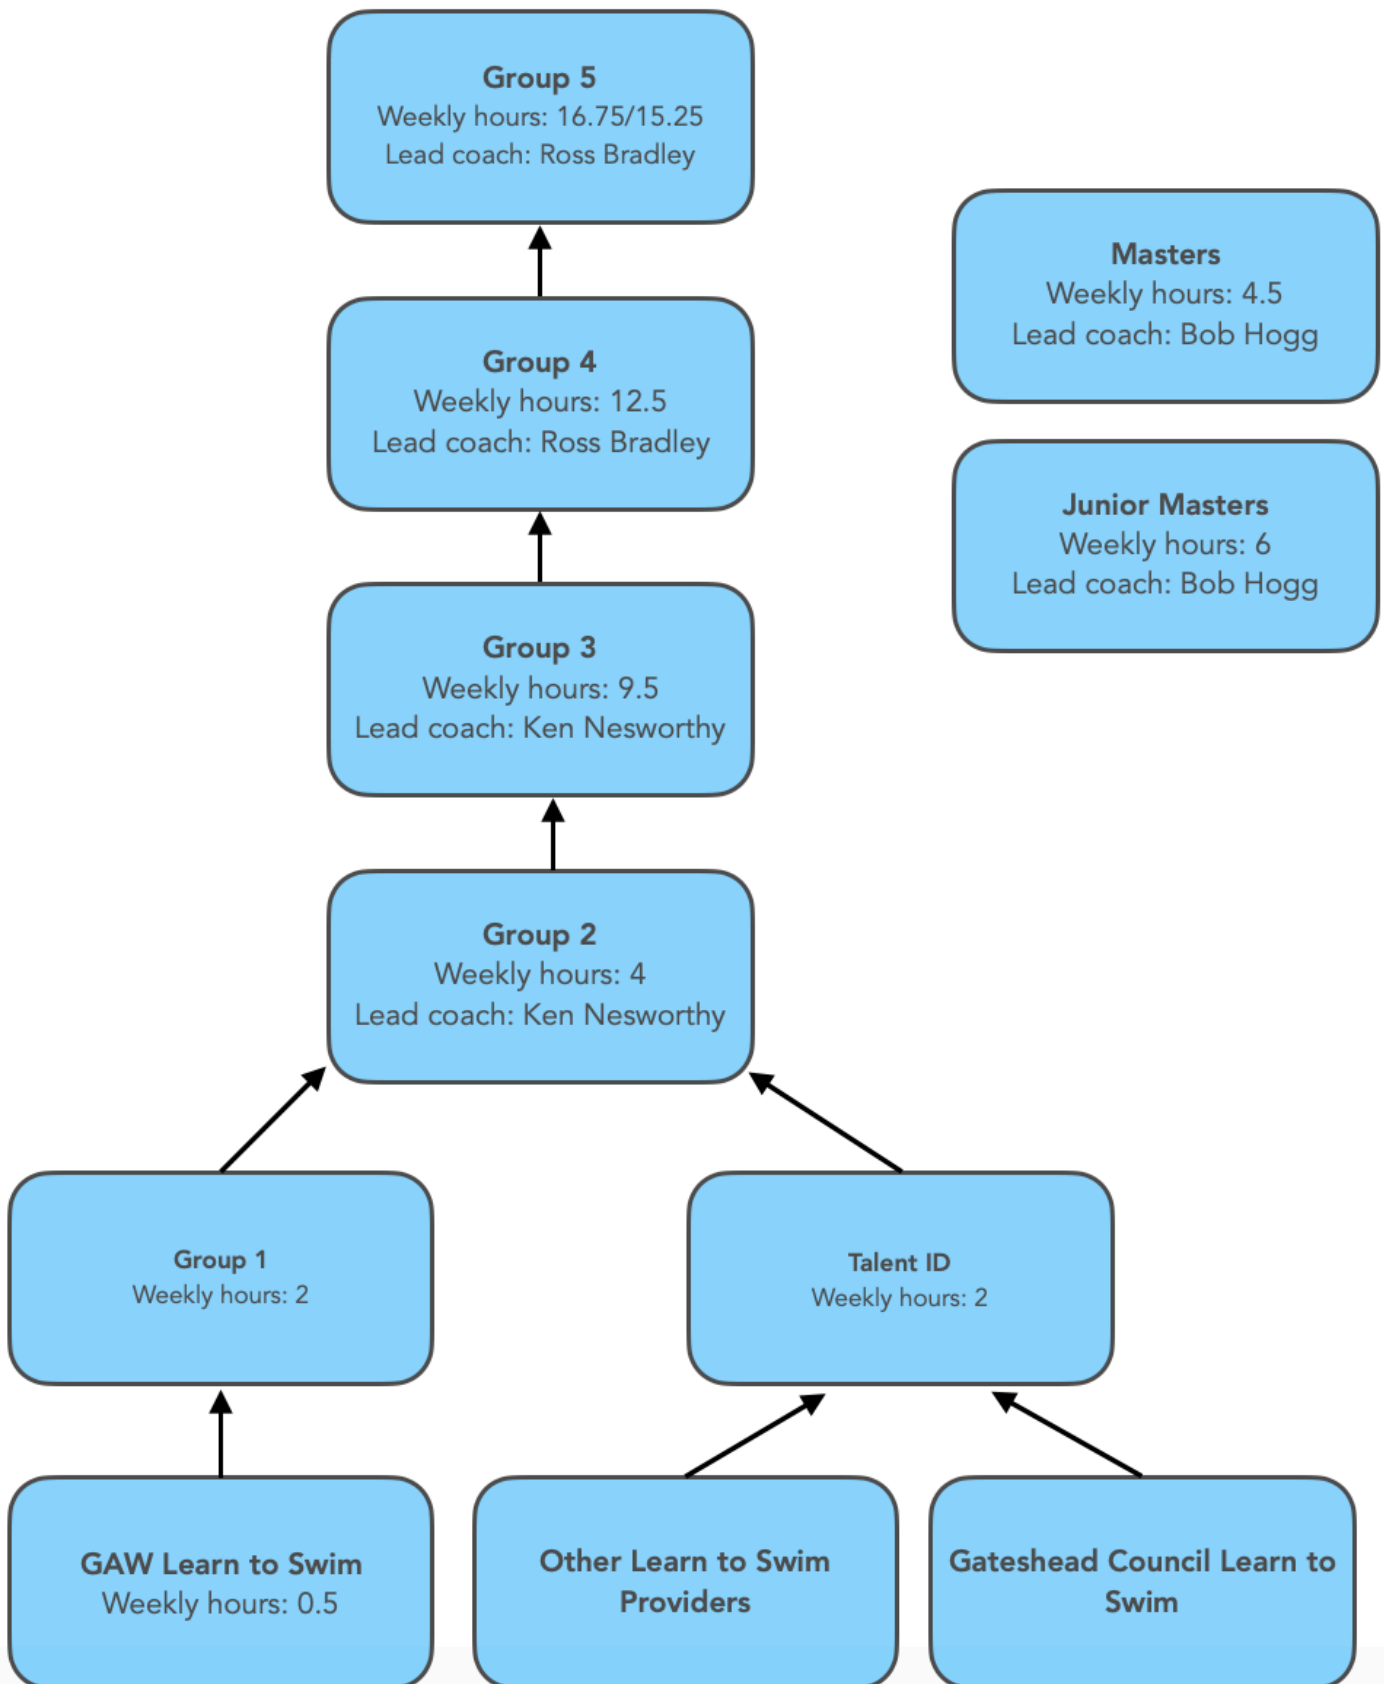 Group 5
Weekly hours: 16.75/15.25
Lead coach: Ross Bradley
Masters
Weekly hours: 4.5
Lead coach: Bob Hogg
Group 4
Weekly hours: 12.5
Lead coach: Ross Bradley
Junior Masters
Weekly hours: 6
Lead coach: Bob Hogg
Group 3
Weekly hours: 9.5
Lead coach: Ken Nesworthy
Group 2
Weekly hours: 4
Lead coach: Ken Nesworthy
Group 1
Weekly hours: 2
Talent ID
Weekly hours: 2
GAW Learn to Swim
Weekly hours: 0.5
Other Learn to Swim
Providers
Gateshead Council Learn to
Swim